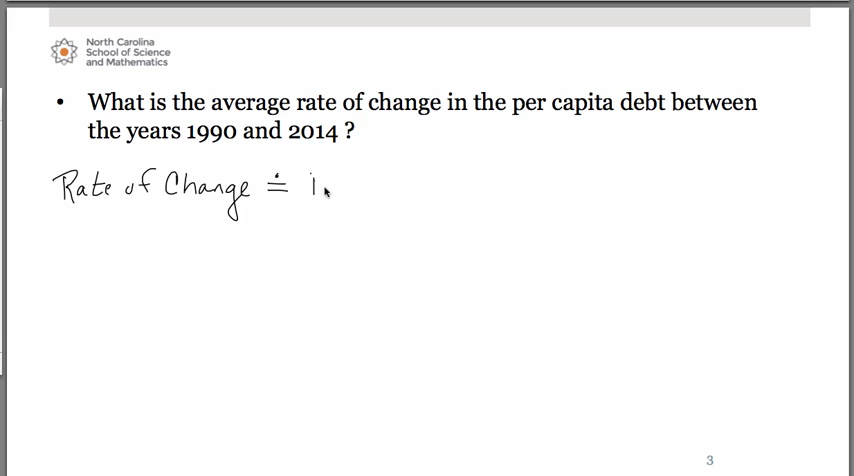 North Carolina
School of Science
and Mathematics
• What is the average rate of change in the per capita debt between
the years 1990 and 2014 ?
Rate of Change ≐ 1
3